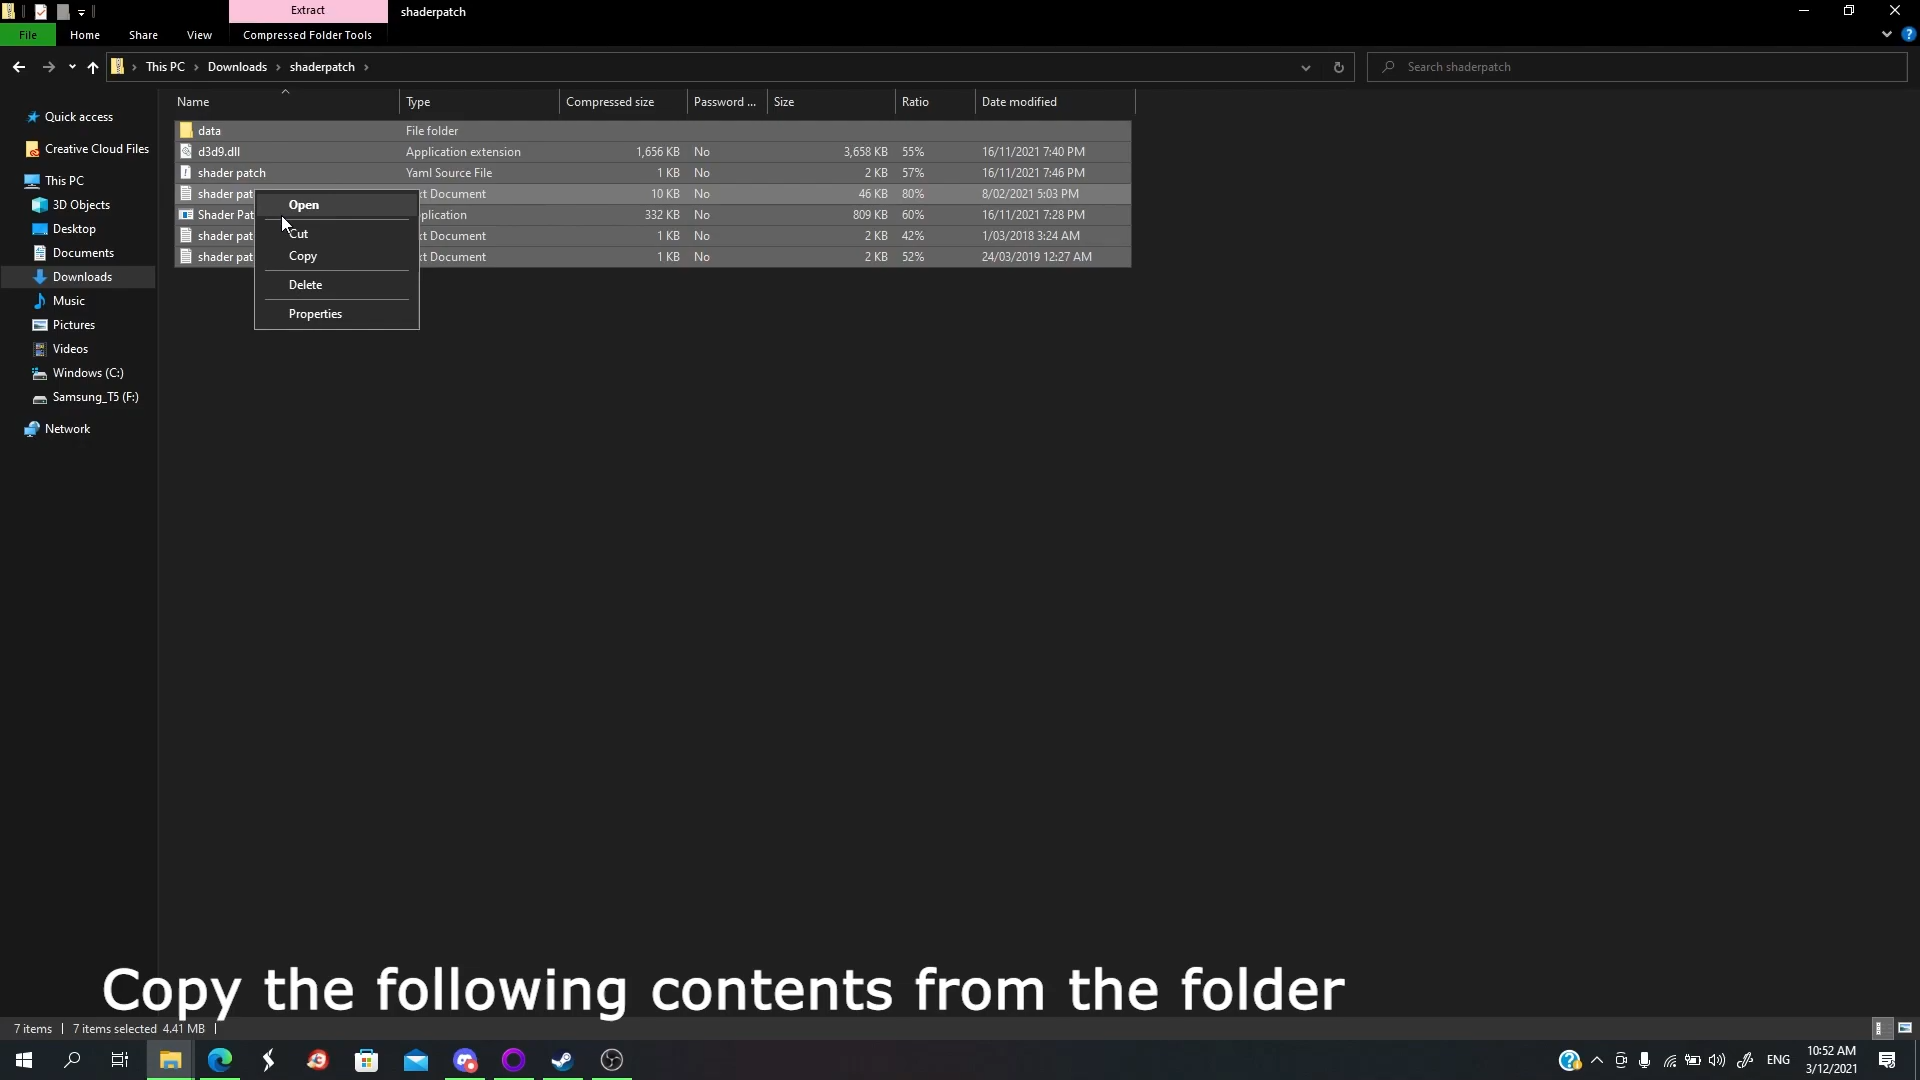 Extract
shaderpatch
File
Home
Share
View
Compressed Folder Tools
This PC
Downloads
shaderpatch
Search shaderpatch
Name
Type
Compressed size
Password ...
Size
Ratio
Date modified
Quick access
Creative Cloud Files
This PC
3D Objects
Desktop
Documents
Downloads
Music
Pictures
Videos
Windows (C:)
Samsung_T5 (F:)
Network
data File folder
d3d9.dll Application extension 1,656 KB No 3,658 KB 55% 16/11/2021 7:40 PM
shader patch Yaml Source File 1 KB No 2 KB 57% 16/11/2021 7:46 PM
shader pat xt Document 10 KB No 46 KB 80% 8/02/2021 5:03 PM
Shader Pat plication 332 KB No 809 KB 60% 16/11/2021 7:28 PM
shader pat xt Document 1 KB No 2 KB 42% 1/03/2018 3:24 AM
shader pat xt Document 1 KB No 2 KB 52% 24/03/2019 12:27 AM
Open
Cut
Copy
Delete
Properties
Copy the following contents from the folder
7 items
7 items selected 4.41 MB
ENG
10:52 AM
3/12/2021